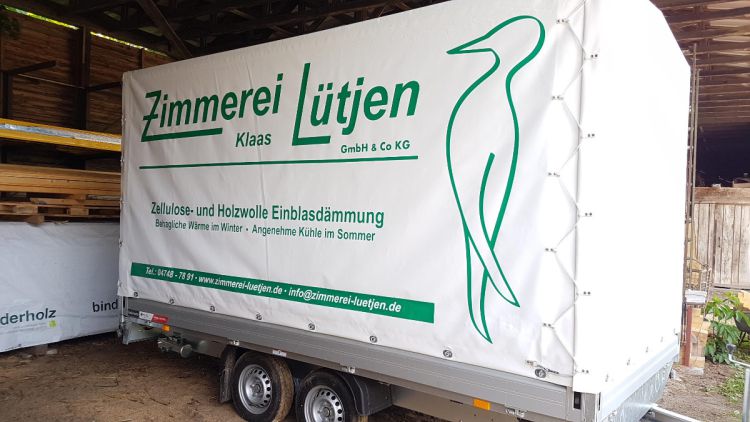 Zimmerei Lütjen
Klaas
GmbH & Co KG
Zellulose- und Holzwolle Einblasdämmung
Behagliche Wärme im Winter • Angenehme Kühle im Sommer
Tel.: 04748 - 78 91 • www.zimmerei-luetjen.de • info@zimmerei-luetjen.de
derholz
bind